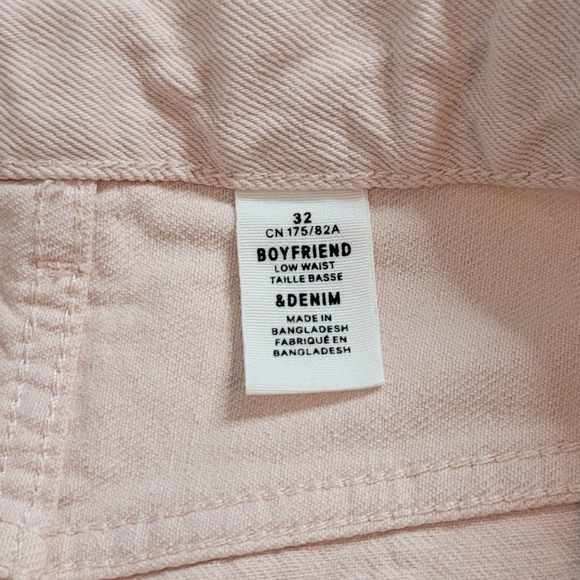 32
CN 175/82A
BOYFRIEND
LOW WAIST
TAILLE BASSE
&DENIM
MADE IN
BANGLADESH
FABRIQUÉ EN
BANGLADESH